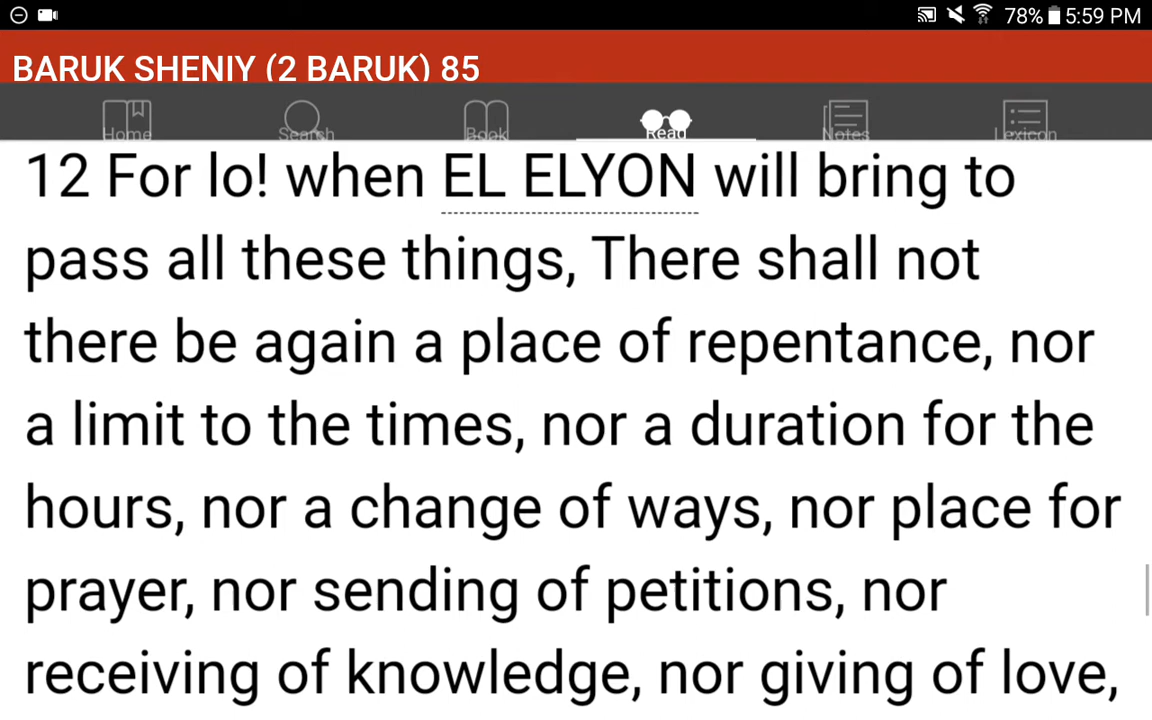 78% 5:59 PM
BARUK SHENIY (2 BARUK) 85
Home Search Book Read Notes Lexicon
12 For lo! when EL ELYON will bring to
pass all these things, There shall not
there be again a place of repentance, nor
a limit to the times, nor a duration for the
hours, nor a change of ways, nor place for
prayer, nor sending of petitions, nor
receiving of knowledge, nor giving of love,